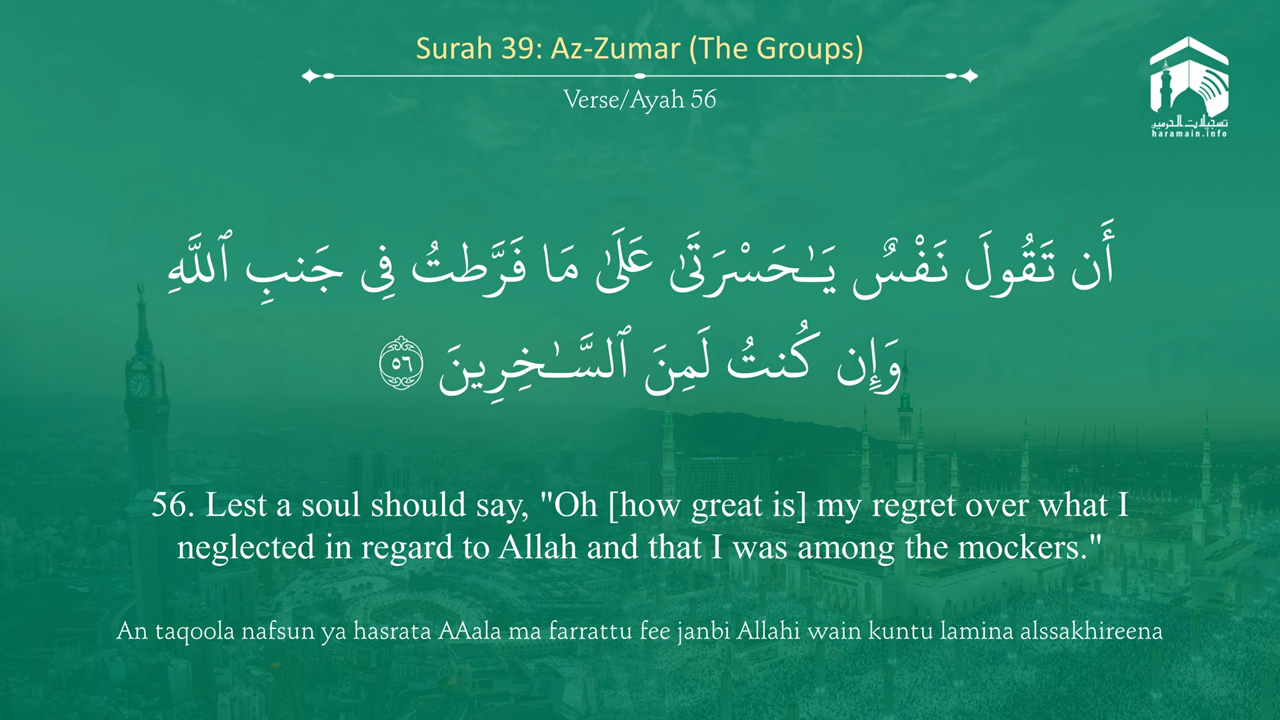 Surah 39: Az-Zumar (The Groups)
Verse/Ayah 56
تسجيلات الحرمين
haramain.info
أَن تَقُولَ نَفْسٌ يَـٰحَسْرَتَىٰ عَلَىٰ مَا فَرَّطتُ فِى جَنبِ ٱللَّهِ
وَإِن كُنتُ لَمِنَ ٱلسَّـٰخِرِينَ ٥٦
56. Lest a soul should say, "Oh [how great is] my regret over what I
neglected in regard to Allah and that I was among the mockers."
An taqoola nafsun ya hasrata AAala ma farrattu fee janbi Allahi wain kuntu lamina alssakhireena